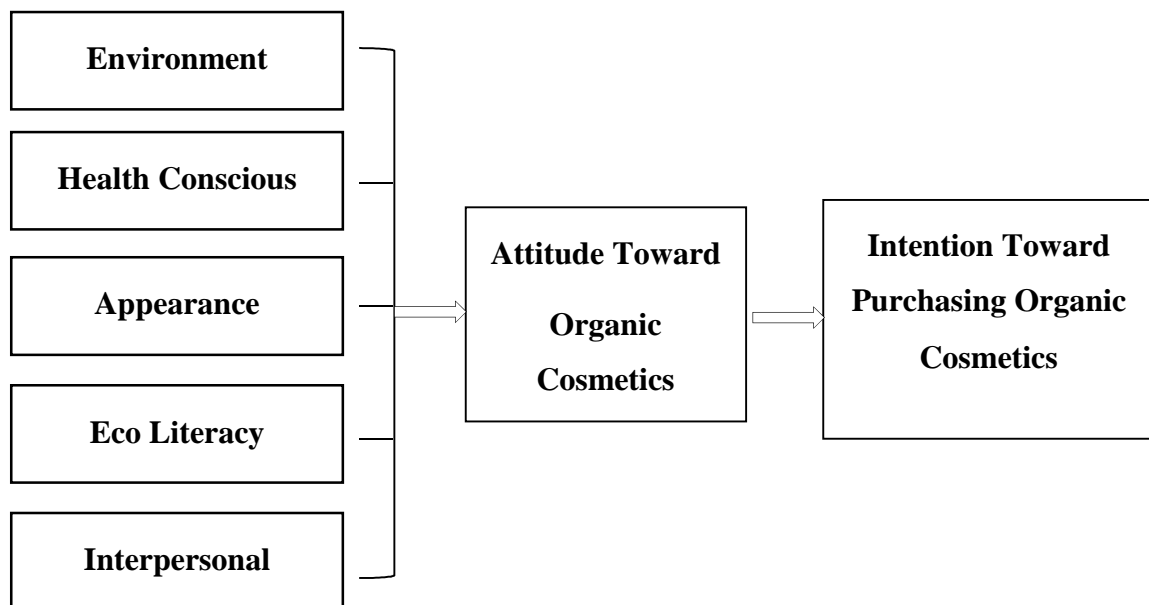 Environment
Health Conscious
Appearance
Eco Literacy
Interpersonal
Attitude Toward
Organic
Cosmetics
Intention Toward
Purchasing Organic
Cosmetics